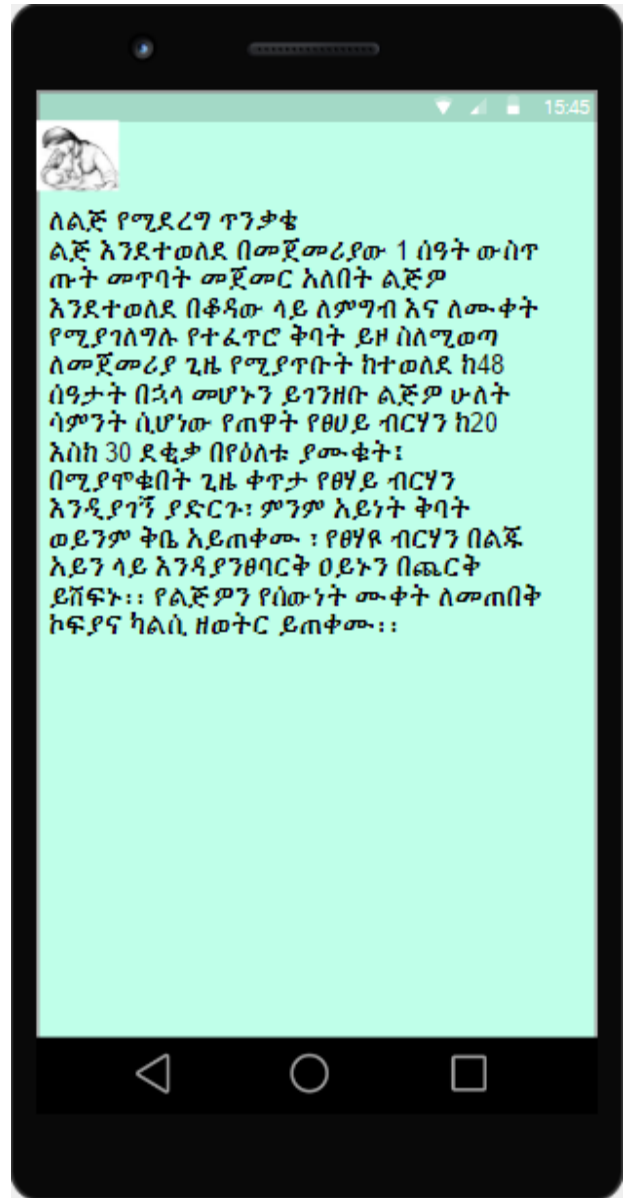 15:45
ለልጅ የሚደረግ ጥንቃቄ
ልጅ እንደተወለደ በመጀመሪያው 1 ሰዓት ውስጥ
ጡት መጥባት መጀመር አለበት ልጅዎ
እንደተወለደ በቆዳው ላይ ለምግብ እና ለሙቀት
የሚያገለግሉ የተፈጥሮ ቅባት ይዞ ስለሚወጣ
ለመጀመሪያ ጊዜ የሚያጥቡት ከተወለደ ከ48
ሰዓታት በኋላ መሆኑን ይገንዘቡ ልጅዎ ሁለት
ሳምንት ሲሆነው የጠዋት የፀሀይ ብርሃን ከ20
እስከ 30 ደቂቃ በየዕለቱ ያሙቁት፤
በሚያሞቁበት ጊዜ ቀጥታ የፀሃይ ብርሃን
እንዲያገኝ ያድርጉ፣ ምንም አይነት ቅባት
ወይንም ቅቤ አይጠቀሙ ፣ የፀሃዩ ብርሃን በልጁ
አይን ላይ እንዳያንፀባርቅ ዐይኑን በጨርቅ
ይሸፍኑ፡፡ የልጅዎን የሰውነት ሙቀት ለመጠበቅ
ኮፍያና ካልሲ ዘወትር ይጠቀሙ፡፡